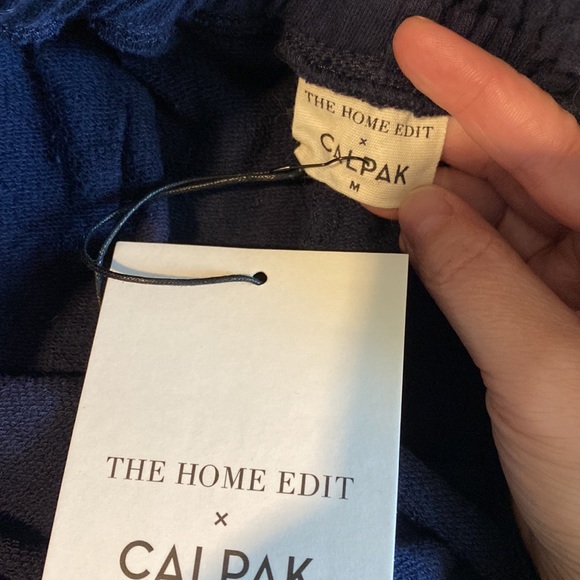 THE HOME EDIT
×
CALPAK
M
THE HOME EDIT
×
CALPAK